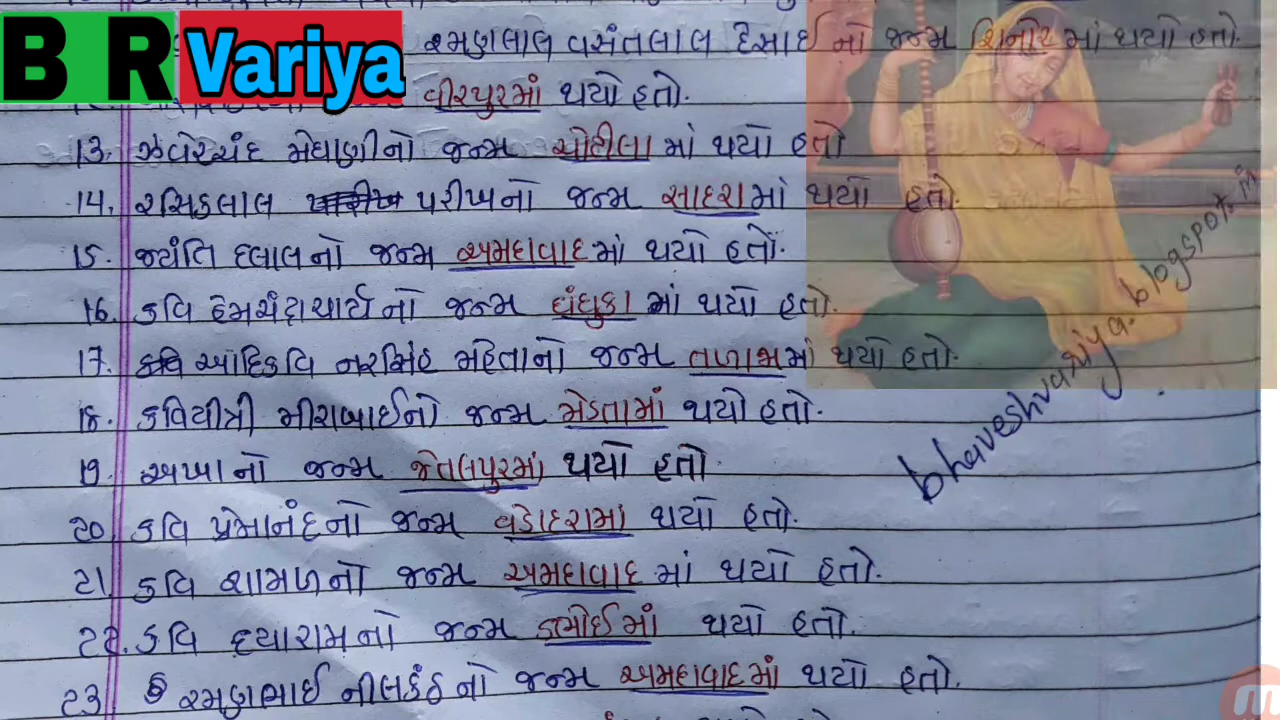 B R Variya
રમણલાલ વસંતલાલ દેસાઈ નો જન્મ શિનોર માં થયો હતો.
વીરપુરમાં થયો હતો.
13. ઝવેરચંદ મેઘાણીનો જન્મ ચોટીલા માં થયો હતો
14. રસિકલાલ પરીખનો જન્મ સાદરામાં થયો હતો.
15. જયંતિ દલાલનો જન્મ અમદાવાદમાં થયો હતો.
16. કવિ હેમચંદ્રાચાર્ય નો જન્મ ધંધુકા માં થયો હતો.
17. આદિકવિ નરસિંહ મહેતાનો જન્મ તળાજામાં થયો હતો.
18. કવિયીત્રી મીરાબાઈનો જન્મ મેડતામાં થયો હતો.
19. અખાનો જન્મ જેતલપુરમાં થયો હતો
20. કવિ પ્રેમાનંદનો જન્મ વડોદરામાં થયો હતો.
21. કવિ શામળનો જન્મ અમદાવાદ માં થયો હતો.
22. કવિ દયારામનો જન્મ ડભોઈમાં થયો હતો.
23 રમણભાઈ નીલકંઠનો જન્મ અમદાવાદમાં થયો હતો.
bhaveshvariya.blogspot.in